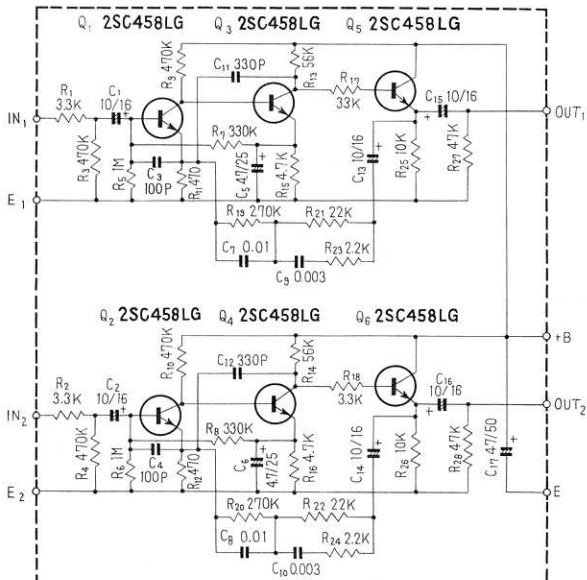 Q1 2SC458LG Q3 2SC458LG Q5 2SC458LG
R9 470K
C11 330P
R13 56K
R17
33K
R1
3.3K
C1
10/16
IN1
C15 10/16
OUT1
R3 470K
R5 1M
C3
100P
R11 470
R7 330K
C5 47/25
R15 4.7K
C13 10/16
R25 10K
R27 47K
E1
R19 270K
R21 22K
C7 0.01
R23 2.2K
C9 0.003
Q2 2SC458LG Q4 2SC458LG Q6 2SC458LG
+B
R10 470K
C12 330P
R14 56K
R18
3.3K
R2
3.3K
C2
10/16
C16
10/16
IN2
OUT2
R4 470K
R6 1M
C4
100P
R12 470
R8 330K
C6
4.7/25
R16 4.7K
C14 10/16
R26 10K
R28 47K
C17 47/50
E2
E
R20 270K
R22 22K
C8 0.01
R24 2.2K
C10 0.003